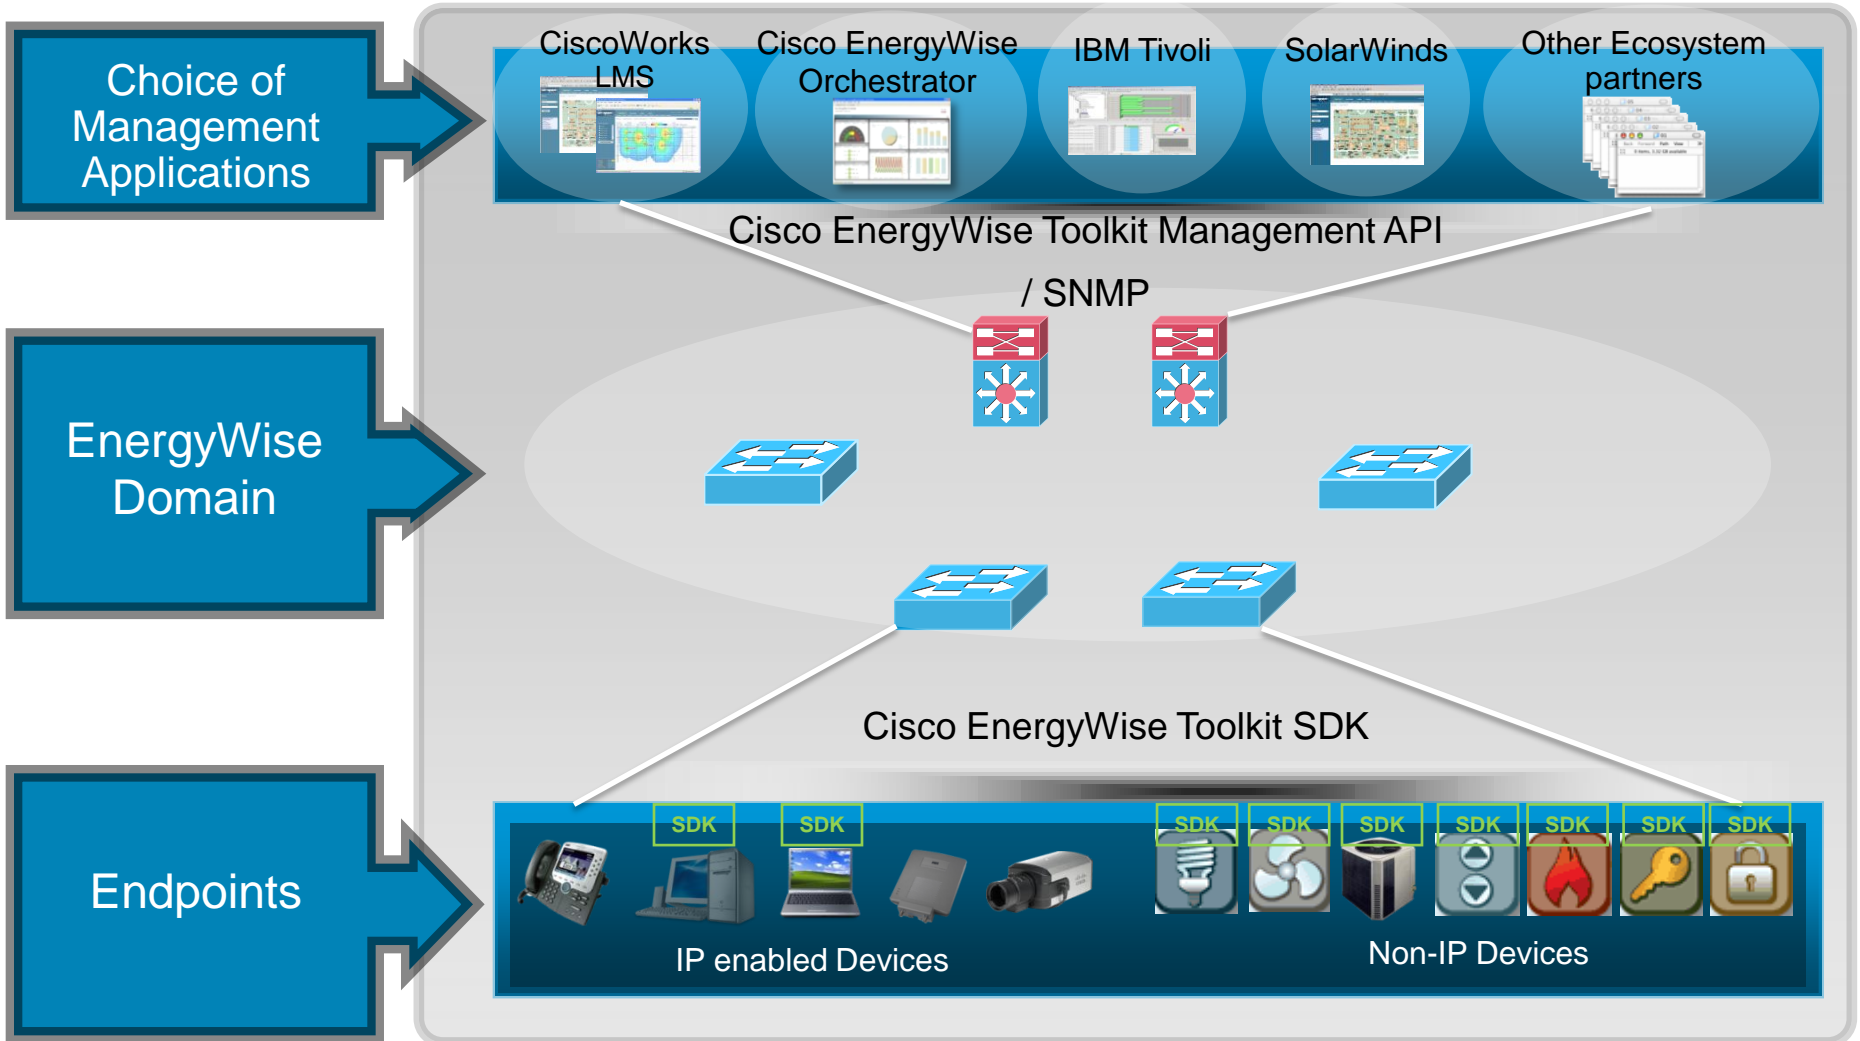 Choice of
Management
Applications
CiscoWorks
LMS
Cisco EnergyWise
Orchestrator
IBM Tivoli
SolarWinds
Other Ecosystem
partners
Cisco EnergyWise Toolkit Management API
/ SNMP
EnergyWise
Domain
Cisco EnergyWise Toolkit SDK
Endpoints
SDK
SDK
SDK
SDK
SDK
SDK
SDK
SDK
SDK
IP enabled Devices
Non-IP Devices